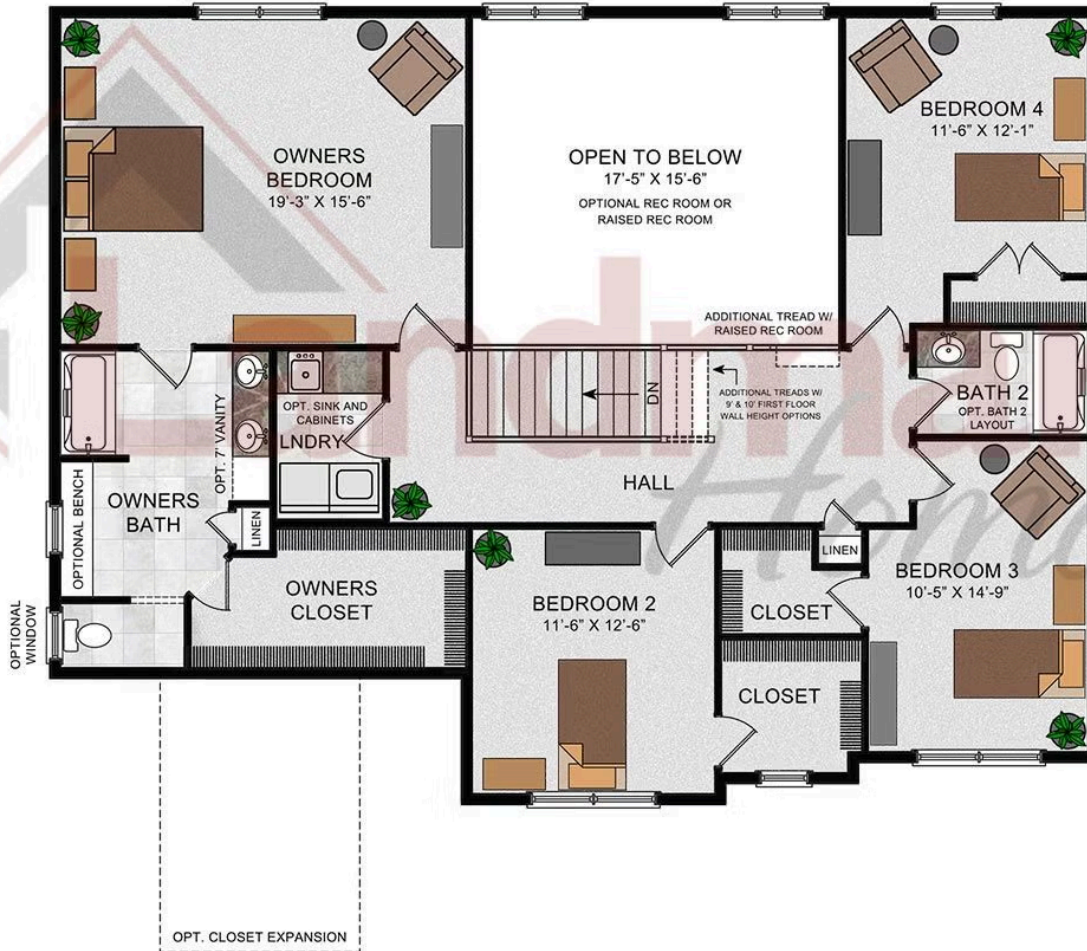 OWNERS
BEDROOM
19'-3" X 15'-6"
OPEN TO BELOW
17'-5" X 15'-6"
OPTIONAL REC ROOM OR
RAISED REC ROOM
BEDROOM 4
11'-6" X 12'-1"
ADDITIONAL TREAD W/
RAISED REC ROOM
DN
ADDITIONAL TREADS W/
9' & 10' FIRST FLOOR
WALL HEIGHT OPTIONS
OPT. SINK AND
CABINETS
LNDRY
OPT. 7' VANITY
BATH 2
OPT. BATH 2
LAYOUT
HALL
OWNERS
BATH
OPTIONAL BENCH
LINEN
LINEN
OWNERS
CLOSET
BEDROOM 2
11'-6" X 12'-6"
CLOSET
BEDROOM 3
10'-5" X 14'-9"
OPTIONAL
WINDOW
CLOSET
OPT. CLOSET EXPANSION